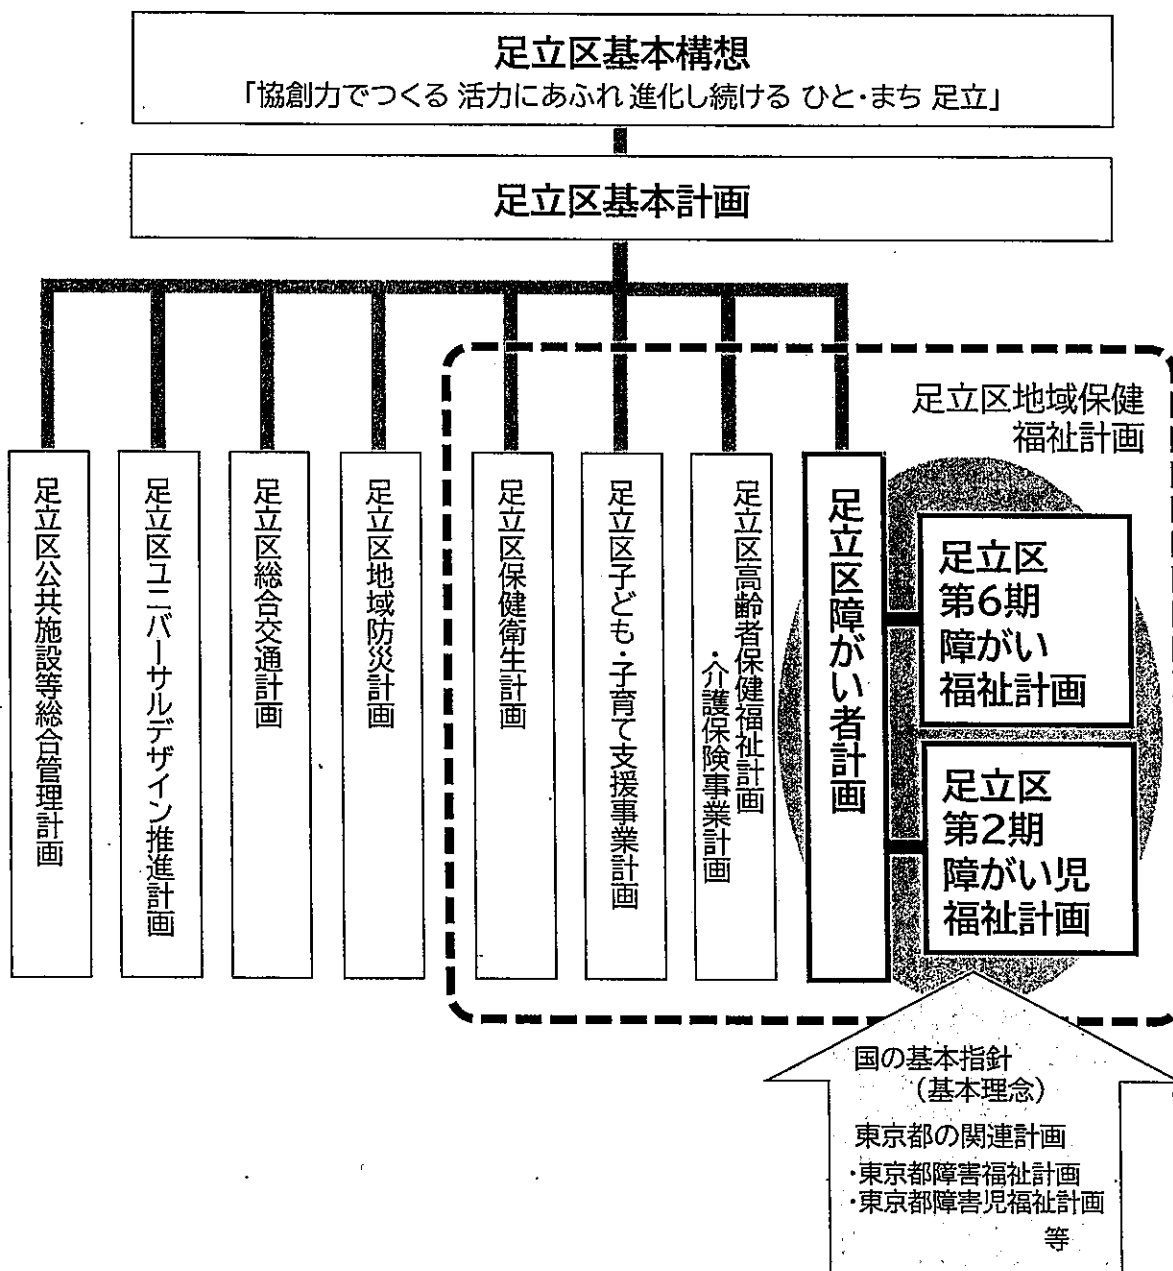 足立区基本構想
「協創力でつくる 活力にあふれ 進化し続ける ひと・まち 足立」
足立区基本計画
足立区地域保健
福祉計画
足立区公共施設等総合管理計画
足立区ユニバーサルデザイン推進計画
足立区総合交通計画
足立区地域防災計画
足立区保健衛生計画
足立区子ども・子育て支援事業計画
足立区高齢者保健福祉計画
・介護保険事業計画
足立区障がい者計画
足立区
第6期
障がい
福祉計画
足立区
第2期
障がい児
福祉計画
国の基本指針
(基本理念)
東京都の関連計画
・東京都障害福祉計画
・東京都障害児福祉計画
等